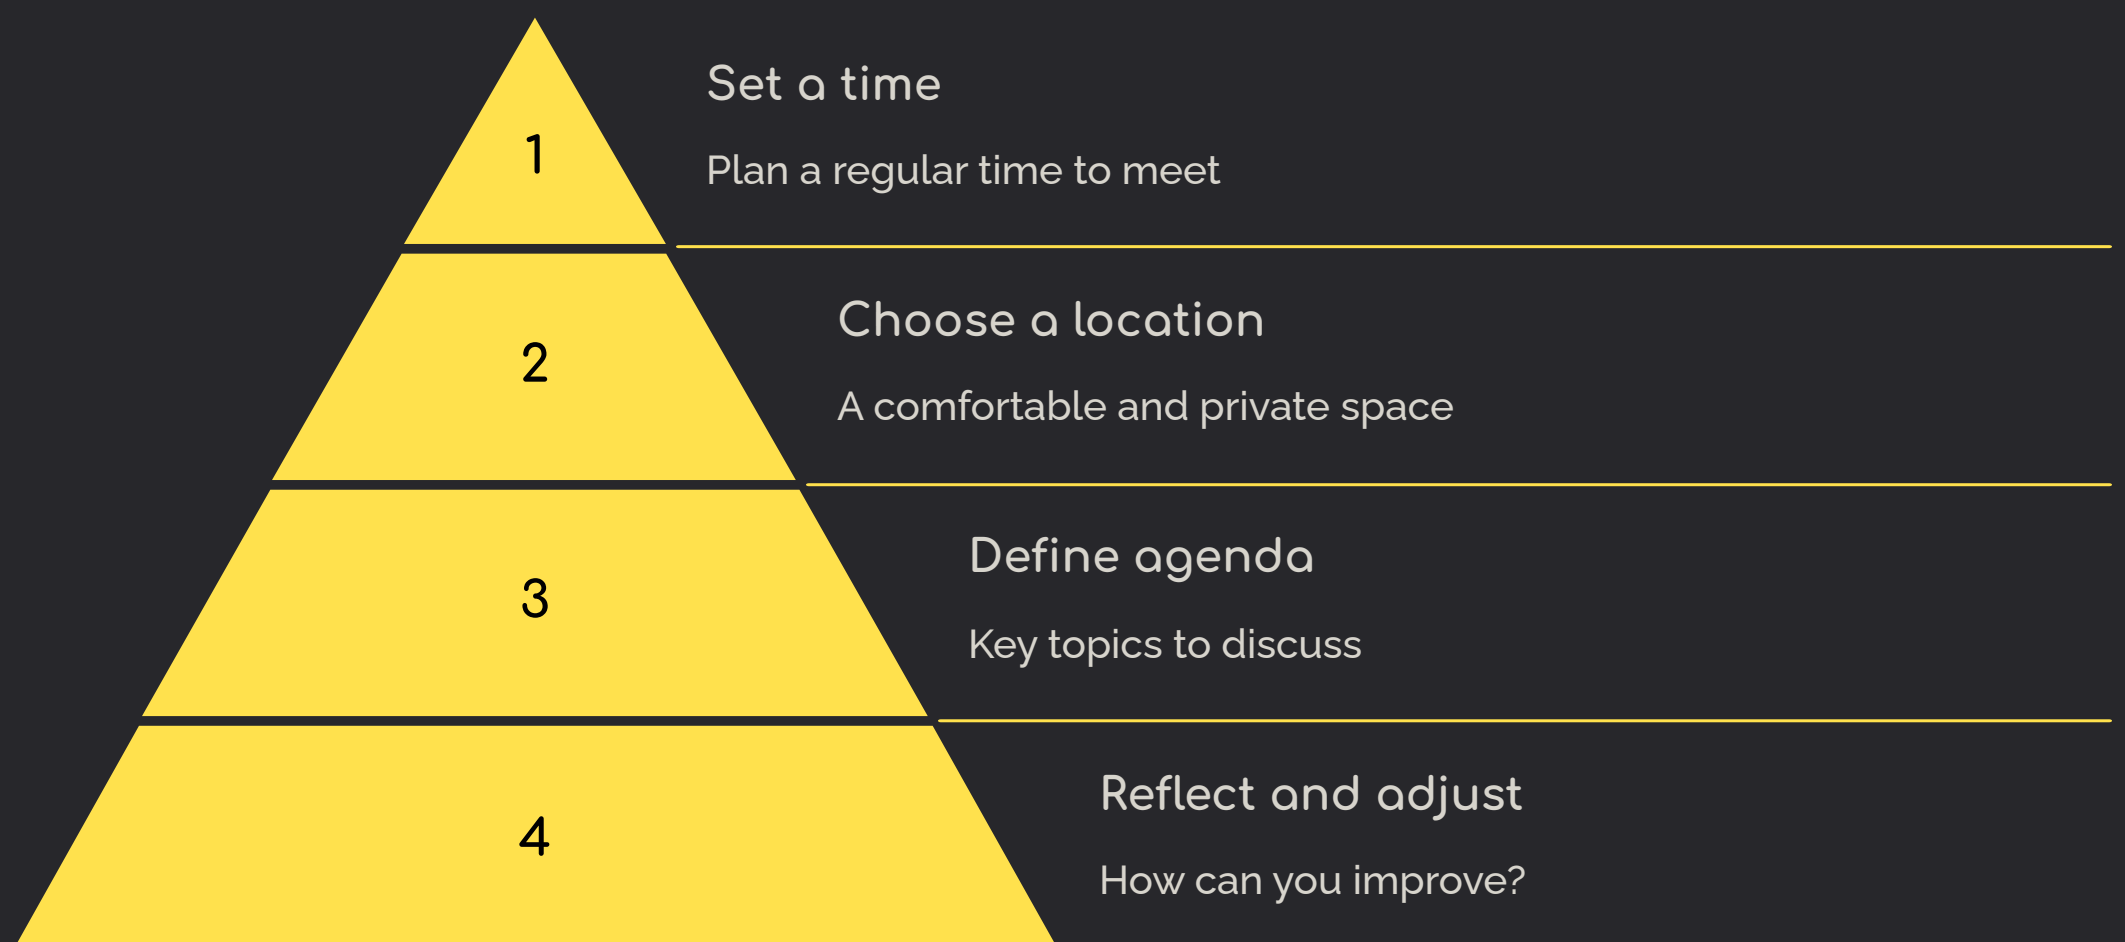 1
Set a time
Plan a regular time to meet
2
Choose a location
A comfortable and private space
3
Define agenda
Key topics to discuss
4
Reflect and adjust
How can you improve?